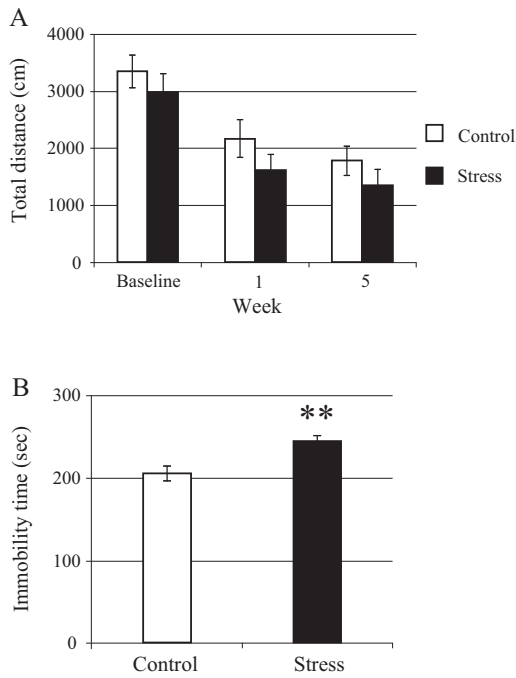 A
Total distance (cm)
4000
3000
2000
1000
0
Baseline 1 5
Week
Control
Stress
B
Immobility time (sec)
300
200
100
0
**
Control Stress